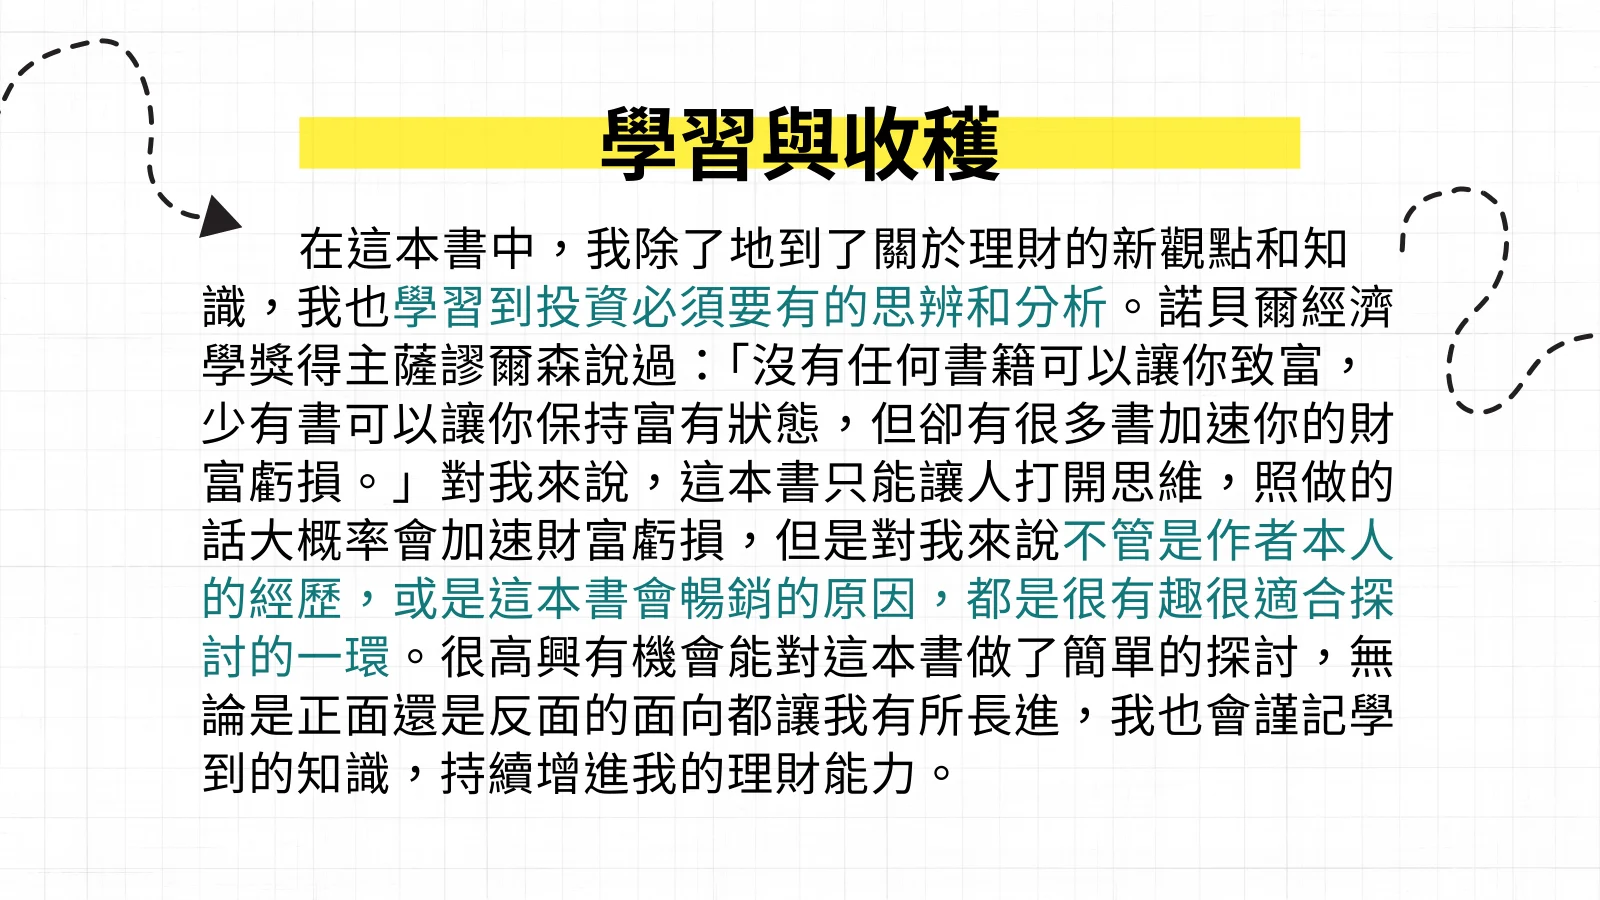 學習與收穫
在這本書中，我除了地到了關於理財的新觀點和知
識，我也學習到投資必須要有的思辨和分析。諾貝爾經濟
學獎得主薩謬爾森說過：「沒有任何書籍可以讓你致富，
少有書可以讓你保持富有狀態，但卻有很多書加速你的財
富虧損。」對我來說，這本書只能讓人打開思維，照做的
話大概率會加速財富虧損，但是對我來說不管是作者本人
的經歷，或是這本書會暢銷的原因，都是很有趣很適合探
討的一環。很高興有機會能對這本書做了簡單的探討，無
論是正面還是反面的面向都讓我有所長進，我也會謹記學
到的知識，持續增進我的理財能力。